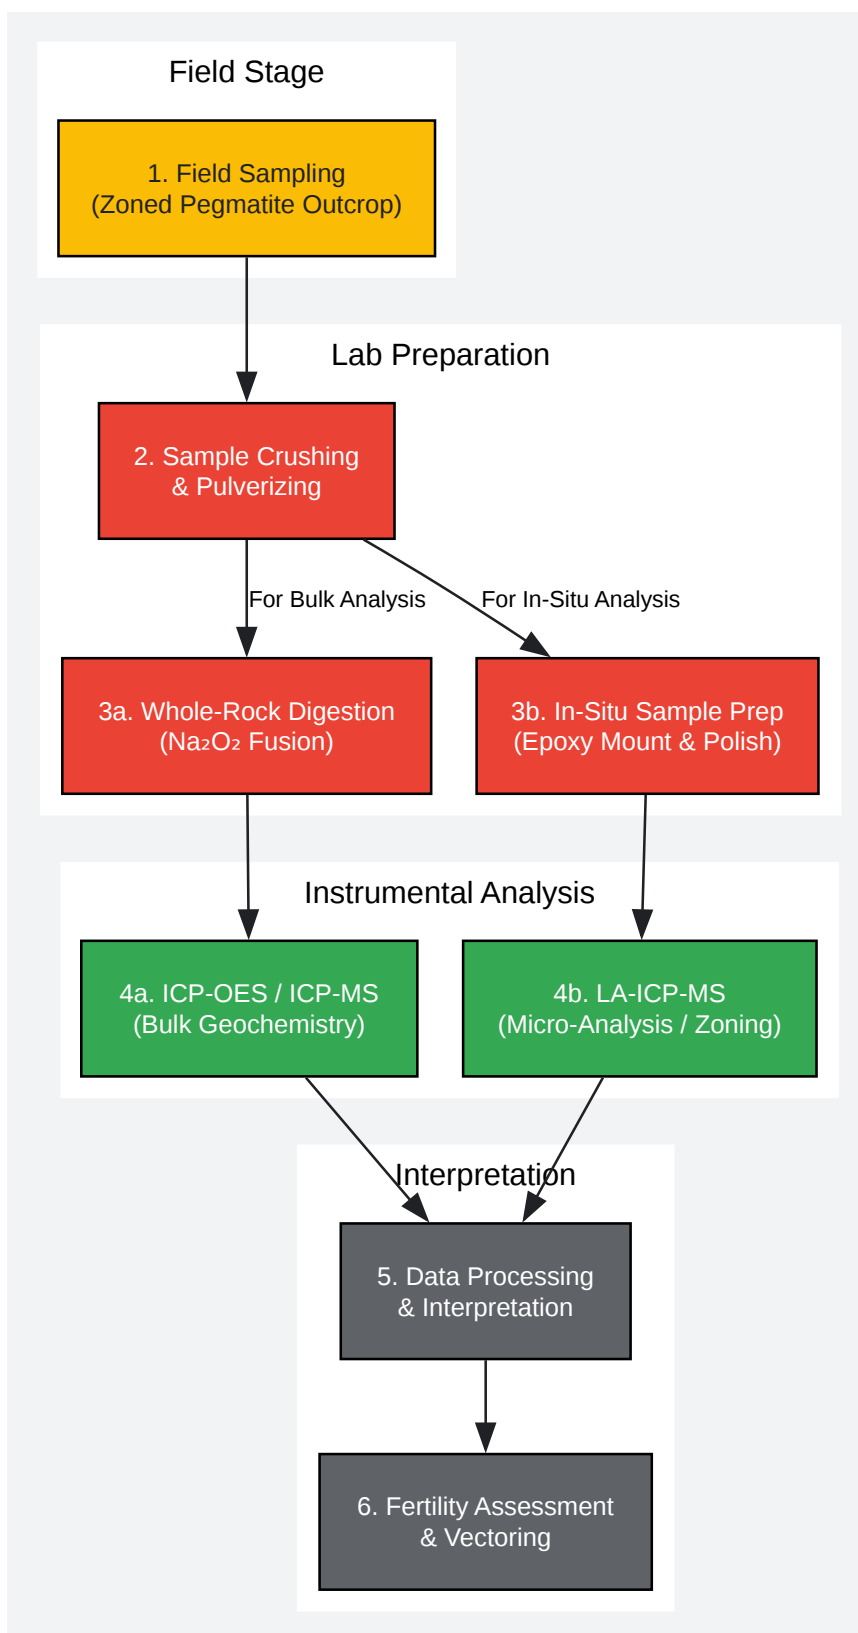 Field Stage
1. Field Sampling
(Zoned Pegmatite Outcrop)
Lab Preparation
2. Sample Crushing
& Pulverizing
For Bulk Analysis
For In-Situ Analysis
3a. Whole-Rock Digestion
(Na₂O₂ Fusion)
3b. In-Situ Sample Prep
(Epoxy Mount & Polish)
Instrumental Analysis
4a. ICP-OES / ICP-MS
(Bulk Geochemistry)
4b. LA-ICP-MS
(Micro-Analysis / Zoning)
Interpretation
5. Data Processing
& Interpretation
6. Fertility Assessment
& Vectoring